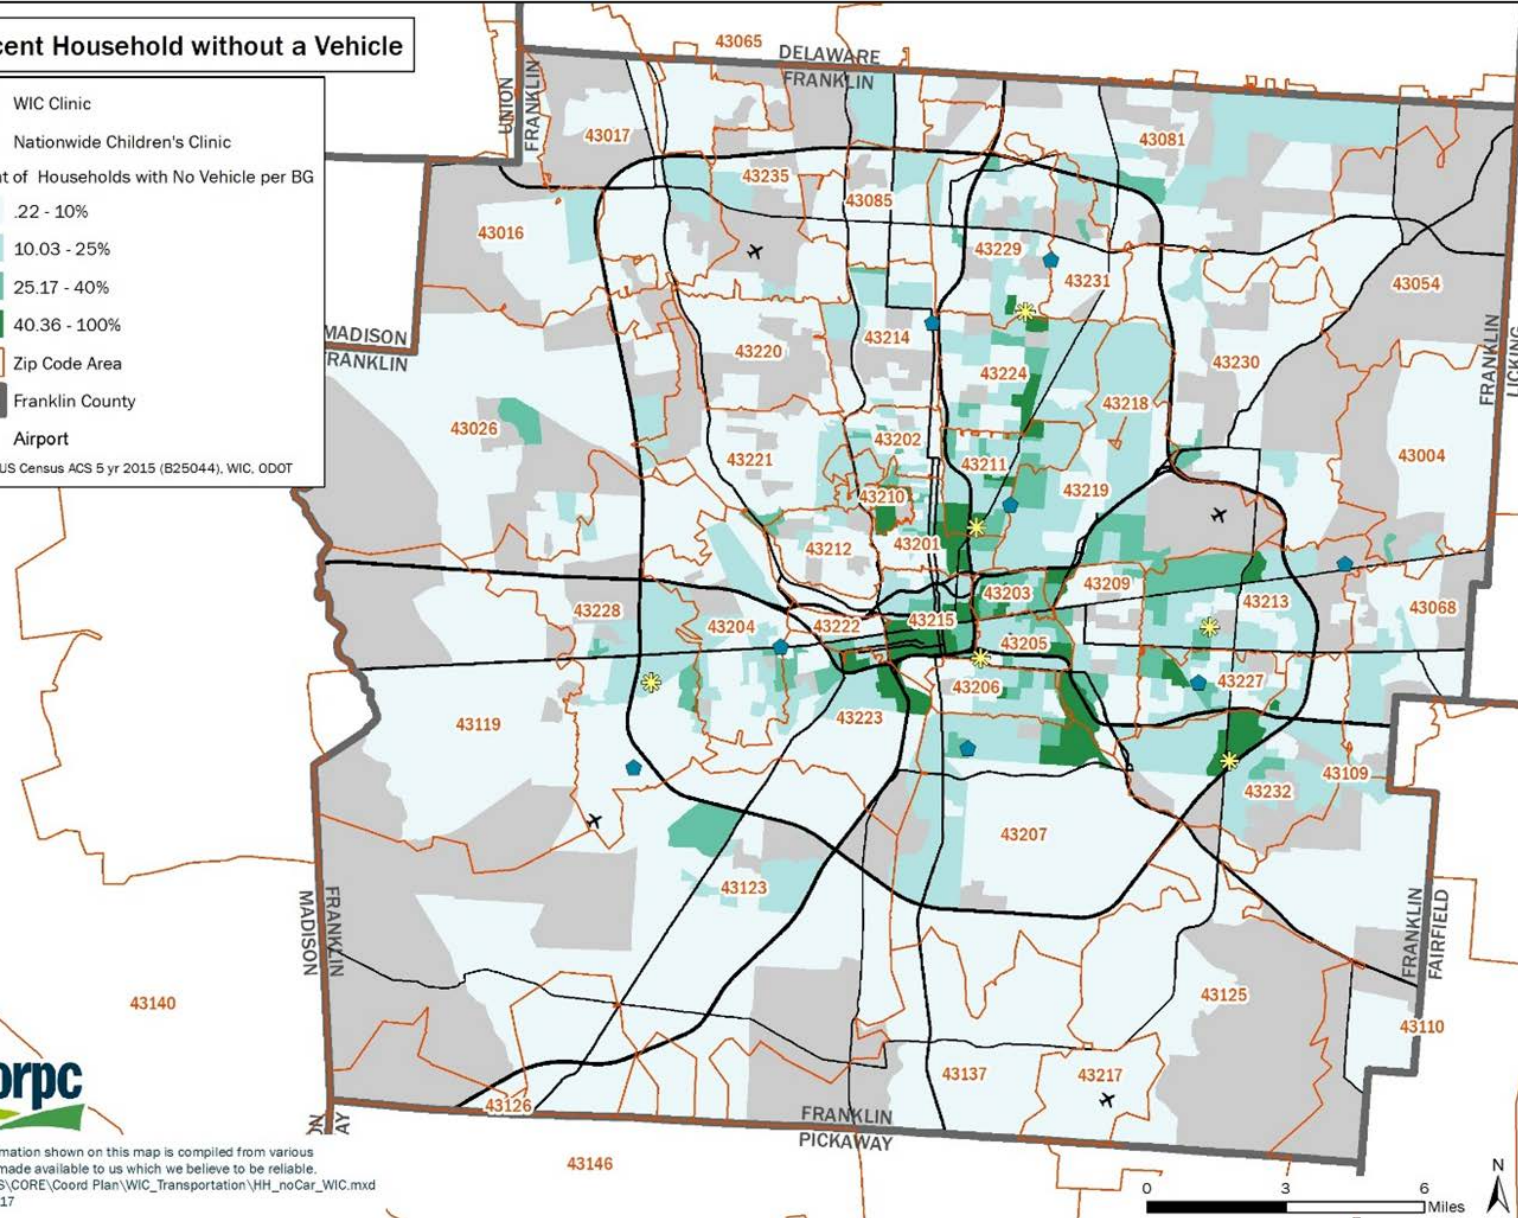 cent Household without a Vehicle
WIC Clinic
Nationwide Children's Clinic
nt of Households with No Vehicle per BG
.22 - 10%
10.03 - 25%
25.17 - 40%
40.36 - 100%
Zip Code Area
Franklin County
Airport
US Census ACS 5 yr 2015 (B25044), WIC, ODOT
43065
DELAWARE
FRANKLIN
UNION
FRANKLIN
43017
43081
43235
43085
43016
43229
43231
43054
MADISON
FRANKLIN
43214
43220
43230
FRANKLIN
LICKING
43224
43218
43026
43202
43221
43211
43004
43219
43210
43212
43201
43209
43203
43213
43068
43228
43204
43222
43215
43205
43206
43227
43119
43223
43109
43232
43207
43123
MADISON
FRANKLIN
FRANKLIN
FAIRFIELD
43140
43125
43110
43137
43217
43126
FRANKLIN
PICKAWAY
ON
AY
43146
orpc
mation shown on this map is compiled from various
made available to us which we believe to be reliable.
S\CORE\Coord Plan\WIC_Transportation\HH_noCar_WIC.mxd
17
N
0 3 6
Miles